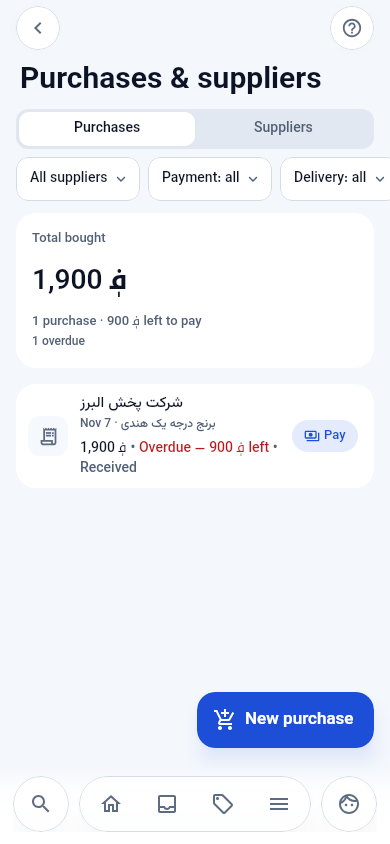 Purchases & suppliers
Purchases
Suppliers
All suppliers
Payment: all
Delivery: all
Total bought
1,900 ؋
1 purchase · 900 ؋ left to pay
1 overdue
شرکت پخش البرز
Nov 7 · برنج درجه یک هندی
1,900 ؋ • Overdue — 900 ؋ left •
Received
Pay
New purchase